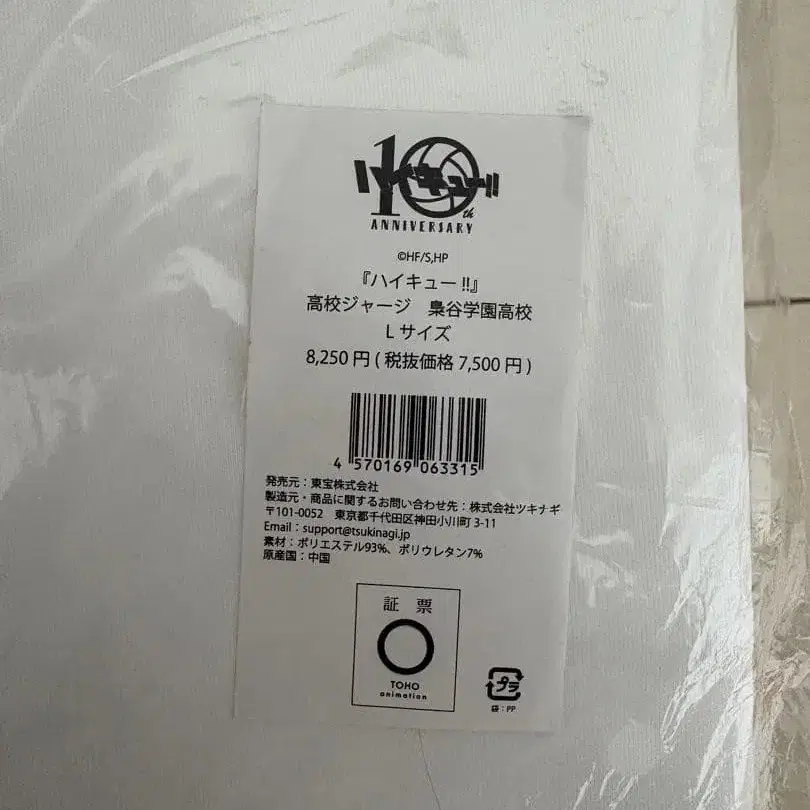 10th
ハイキュー!!
ANNIVERSARY
©HF/S,HP
『ハイキュー!!』
高校ジャージ　梟谷学園高校
Lサイズ
8,250円(税抜価格7,500円)
4 570169 063315
発売元：東宝株式会社
製造元・商品に関するお問い合わせ先：株式会社ツキナギ
〒101-0052　東京都千代田区神田小川町 3-11
Email：support@tsukinagi.jp
素材：ポリエステル93%、ポリウレタン7%
原産国：中国
証 票
TOHO
animation
プラ
袋：PP